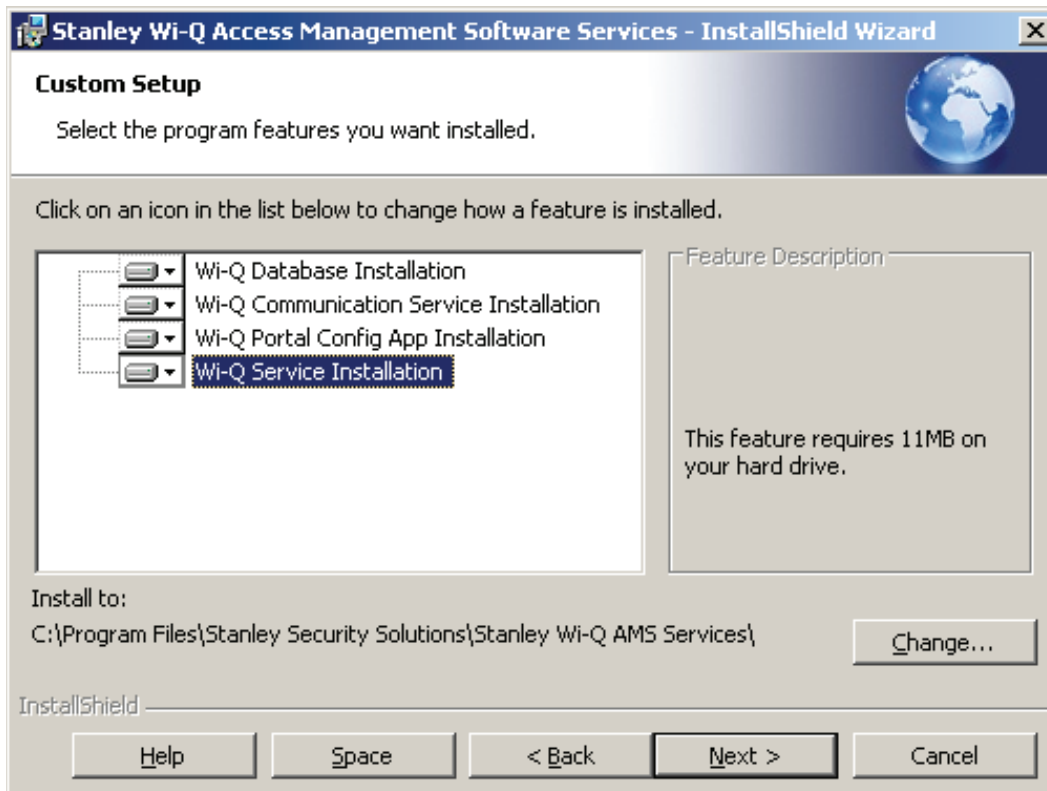 Stanley Wi-Q Access Management Software Services - InstallShield Wizard
Custom Setup
Select the program features you want installed.
Click on an icon in the list below to change how a feature is installed.
Wi-Q Database Installation
Wi-Q Communication Service Installation
Wi-Q Portal Config App Installation
Wi-Q Service Installation
Feature Description
This feature requires 11MB on
your hard drive.
Install to:
C:\Program Files\Stanley Security Solutions\Stanley Wi-Q AMS Services\
Change...
InstallShield
Help
Space
< Back
Next >
Cancel